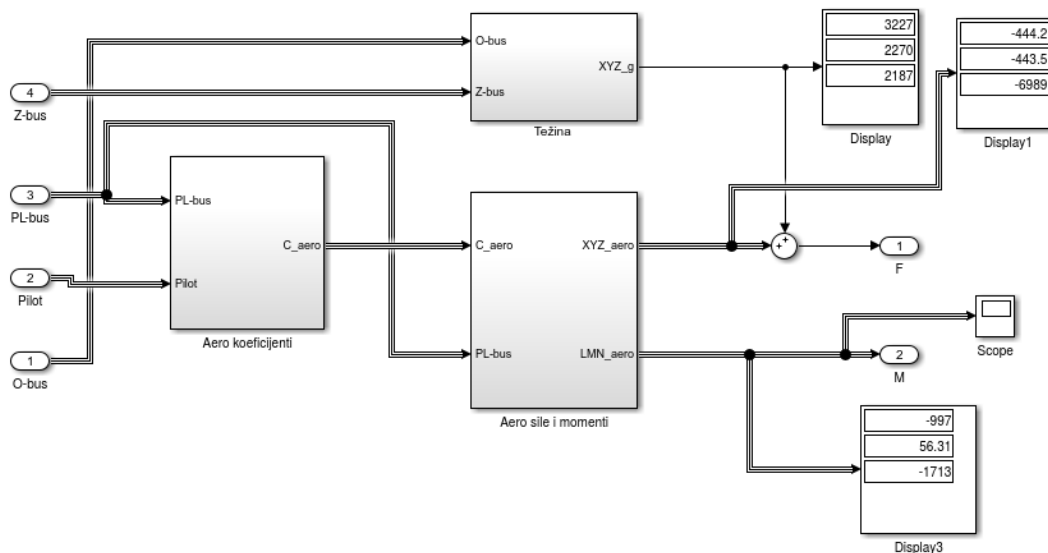 O-bus
Z-bus
XYZ_g
Težina
3227
2270
2187
Display
-444.2
-443.5
-6989
Display1
4
Z-bus
3
PL-bus
2
Pilot
1
O-bus
PL-bus
Pilot
C_aero
Aero koeficijenti
C_aero
PL-bus
XYZ_aero
LMN_aero
Aero sile i momenti
++
1
F
Scope
2
M
-997
56.31
-1713
Display3